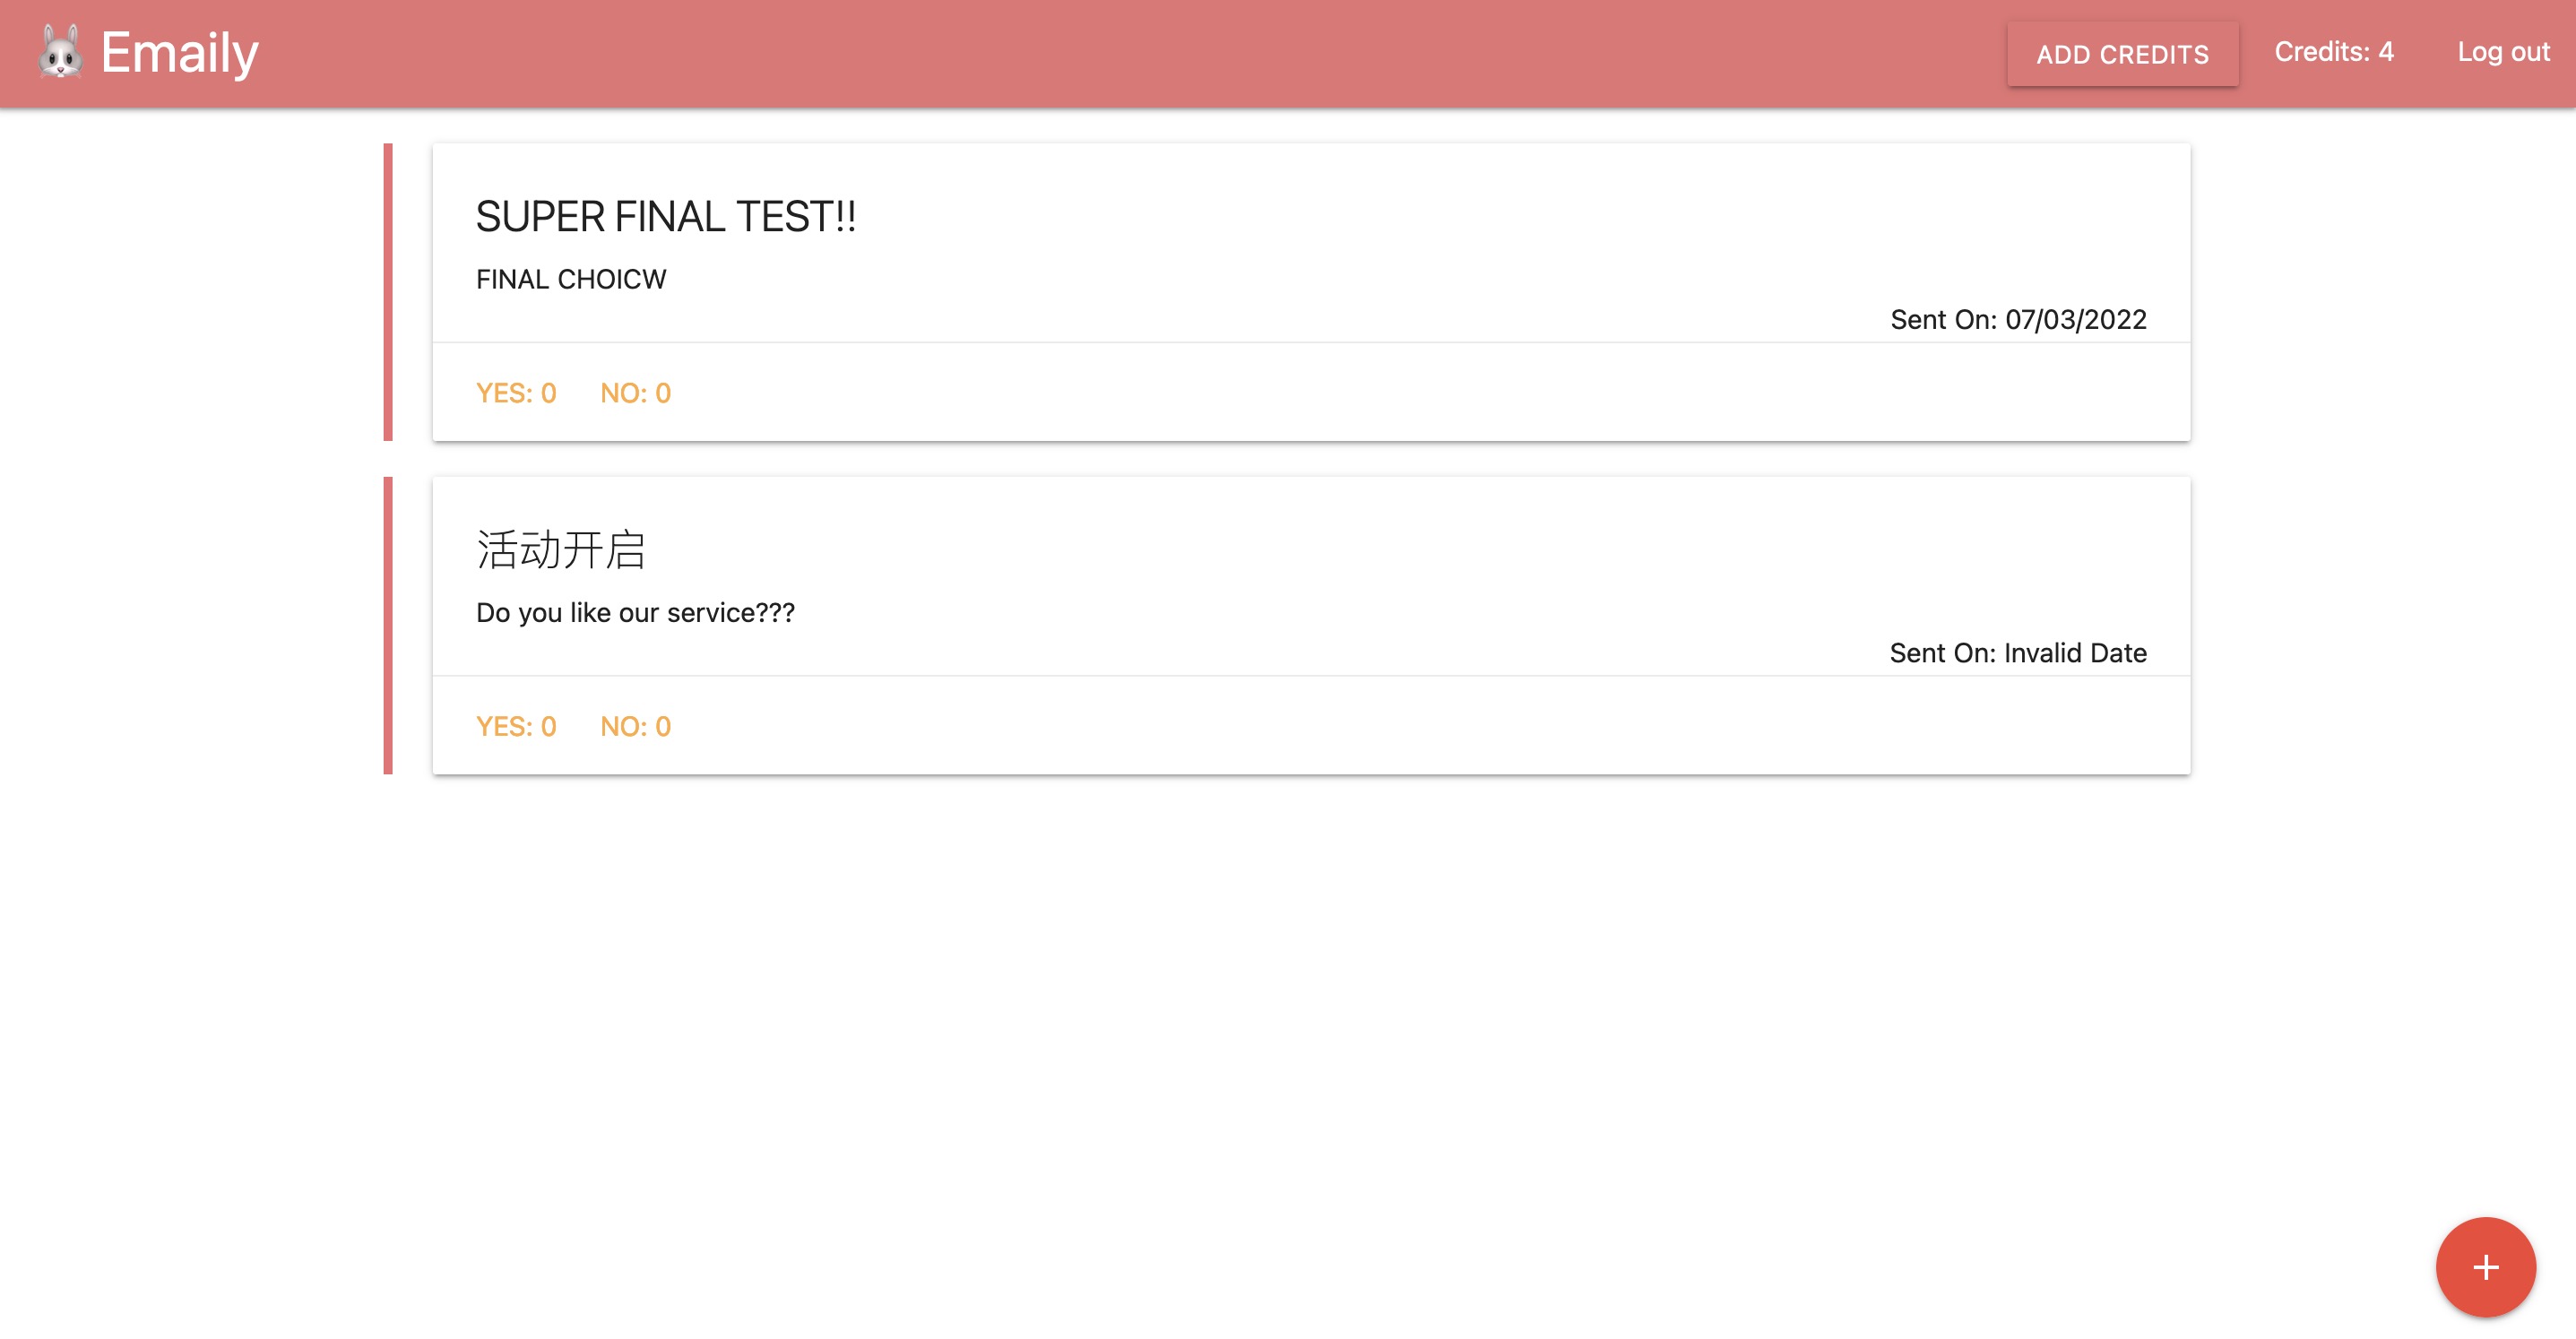 Emaily
ADD CREDITS
Credits: 4
Log out
SUPER FINAL TEST!!
FINAL CHOICW
Sent On: 07/03/2022
YES: 0 NO: 0
活动开启
Do you like our service???
Sent On: Invalid Date
YES: 0 NO: 0
+